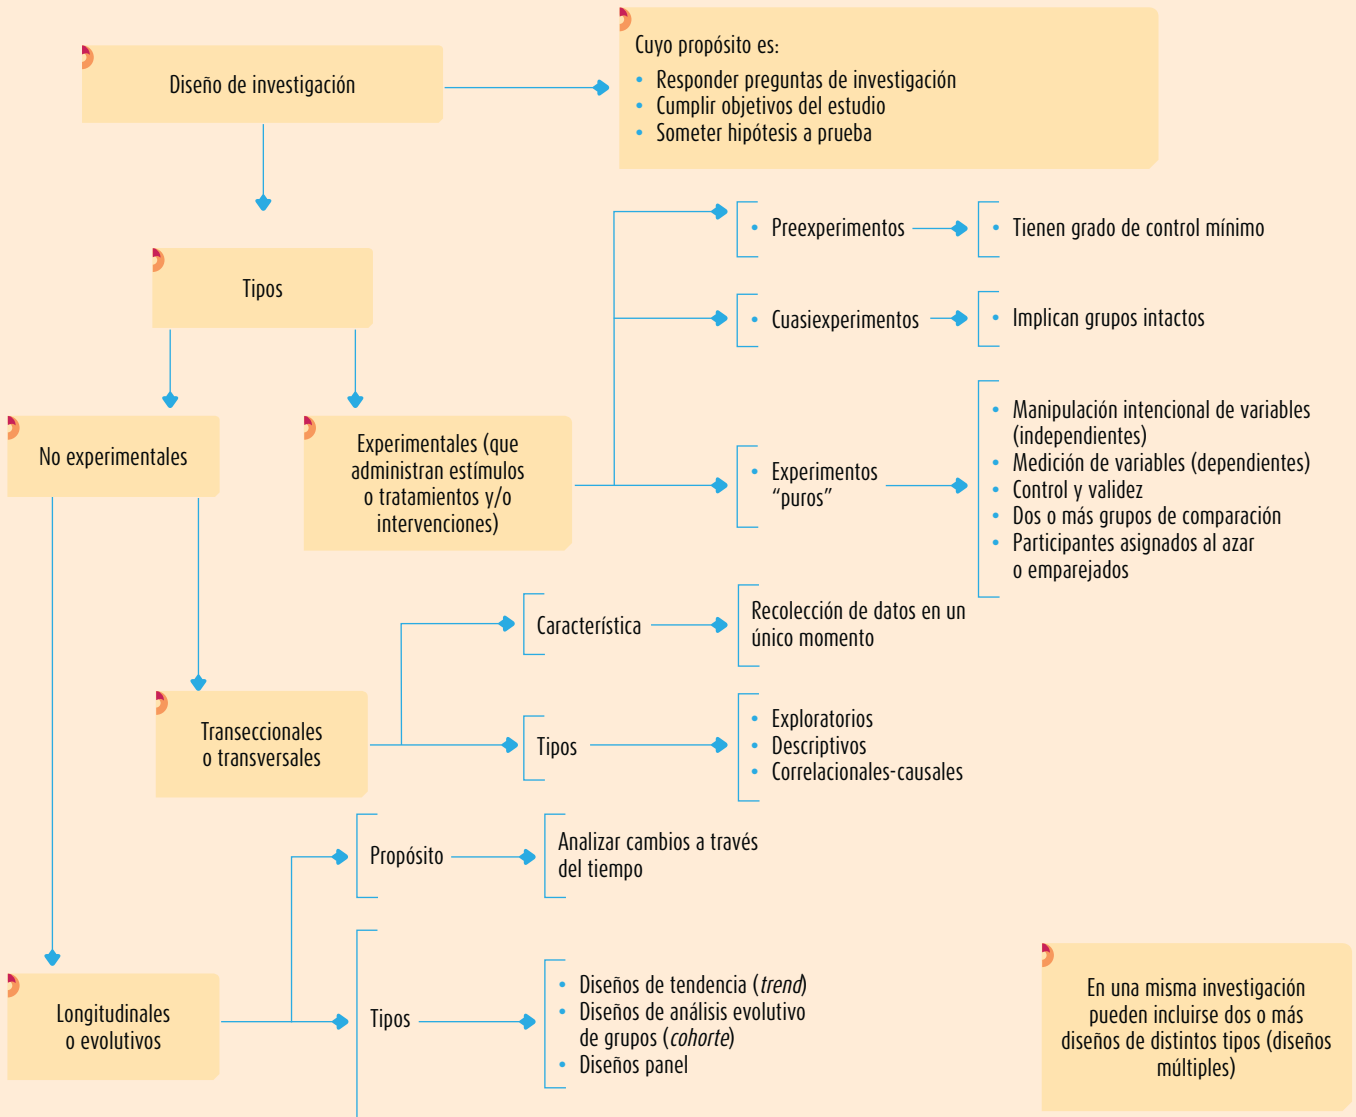 Diseño de investigación
Cuyo propósito es:
• Responder preguntas de investigación
• Cumplir objetivos del estudio
• Someter hipótesis a prueba
Tipos
No experimentales
Experimentales (que
administran estímulos
o tratamientos y/o
intervenciones)
• Preexperimentos
• Tienen grado de control mínimo
• Cuasiexperimentos
• Implican grupos intactos
• Experimentos
“puros”
• Manipulación intencional de variables
(independientes)
• Medición de variables (dependientes)
• Control y validez
• Dos o más grupos de comparación
• Participantes asignados al azar
o emparejados
Transeccionales
o transversales
Característica
Recolección de datos en un
único momento
Tipos
• Exploratorios
• Descriptivos
• Correlacionales-causales
Longitudinales
o evolutivos
Propósito
Analizar cambios a través
del tiempo
Tipos
• Diseños de tendencia (trend)
• Diseños de análisis evolutivo
de grupos (cohorte)
• Diseños panel
En una misma investigación
pueden incluirse dos o más
diseños de distintos tipos (diseños
múltiples)